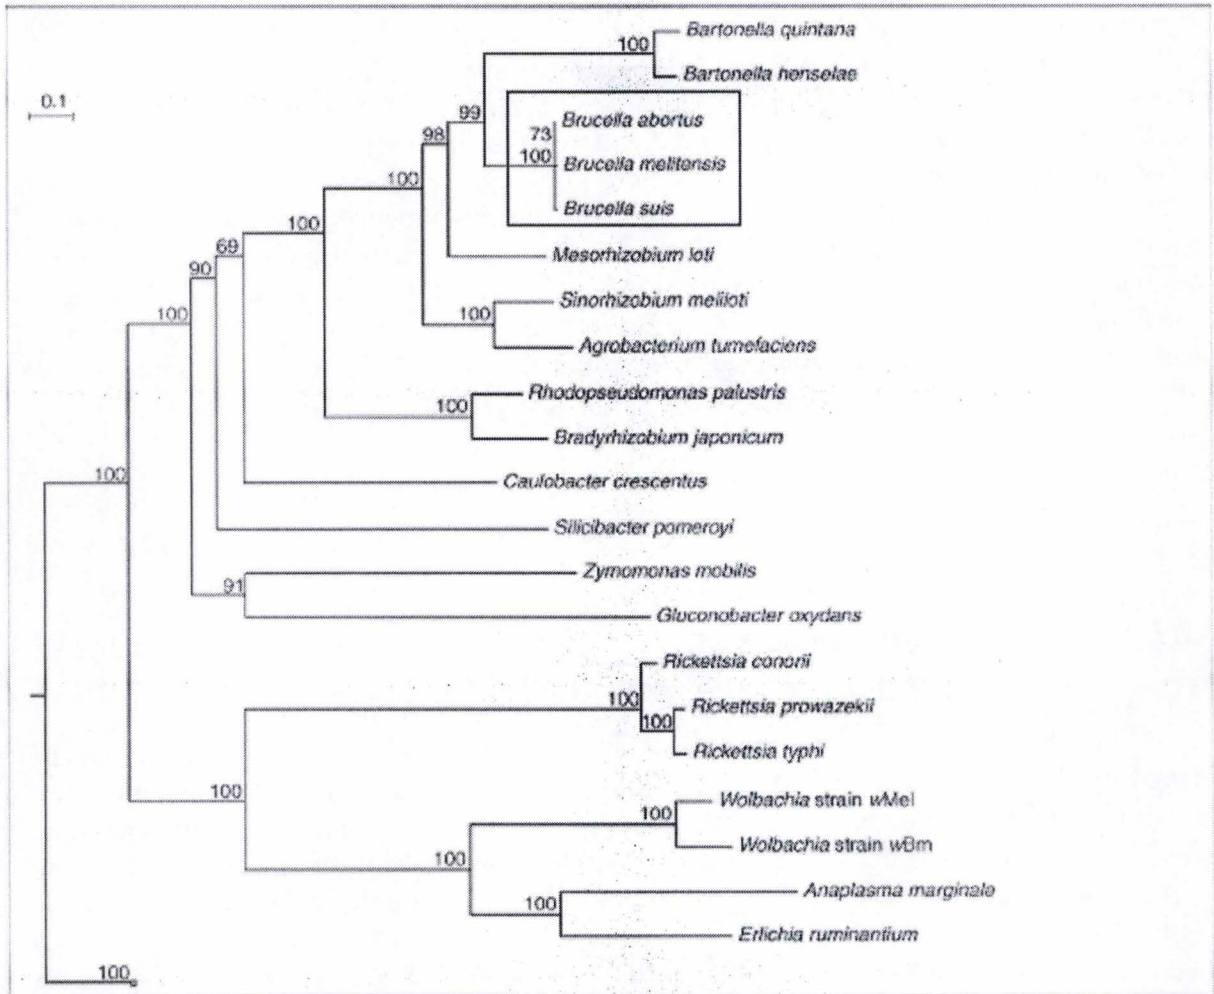 Bartonella quintana
100
Bartonella henselae
0.1
99
Brucella abortus
73
98
100
Brucella melitensis
100
Brucella suis
100
69
Mesorhizobium loti
90
Sinorhizobium meliloti
100
100
Agrobacterium tumefaciens
Rhodopseudomonas palustris
100
Bradyrhizobium japonicum
100
Caulobacter crescentus
Silicibacter pomeroyi
Zymomonas mobilis
91
Gluconobacter oxydans
Rickettsia conorii
100
Rickettsia prowazekii
100
Rickettsia typhi
100
Wolbachia strain wMel
100
Wolbachia strain wBm
100
Anaplasma marginale
100
Erlichia ruminantium
100